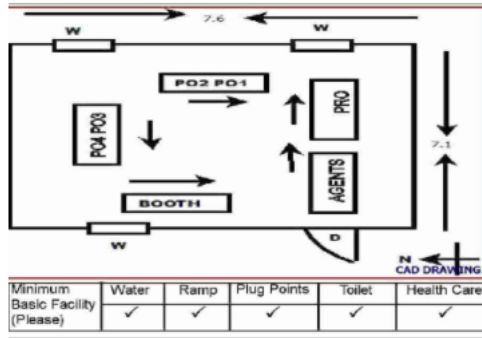 7.6
W
W
PO2 PO1
PRO
PO4 PO3
7.1
AGENTS
BOOTH
D
W
N
CAD DRAWING
Minimum Basic Facility (Please) Water Ramp Plug Points Toilet Health Care
✓ ✓ ✓ ✓ ✓